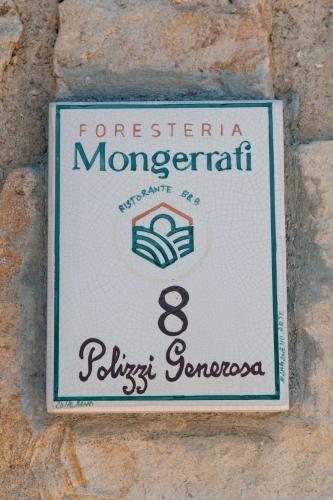 FORESTERIA
Mongerrati
RISTORANTE B&B
8
Polizzi Generosa